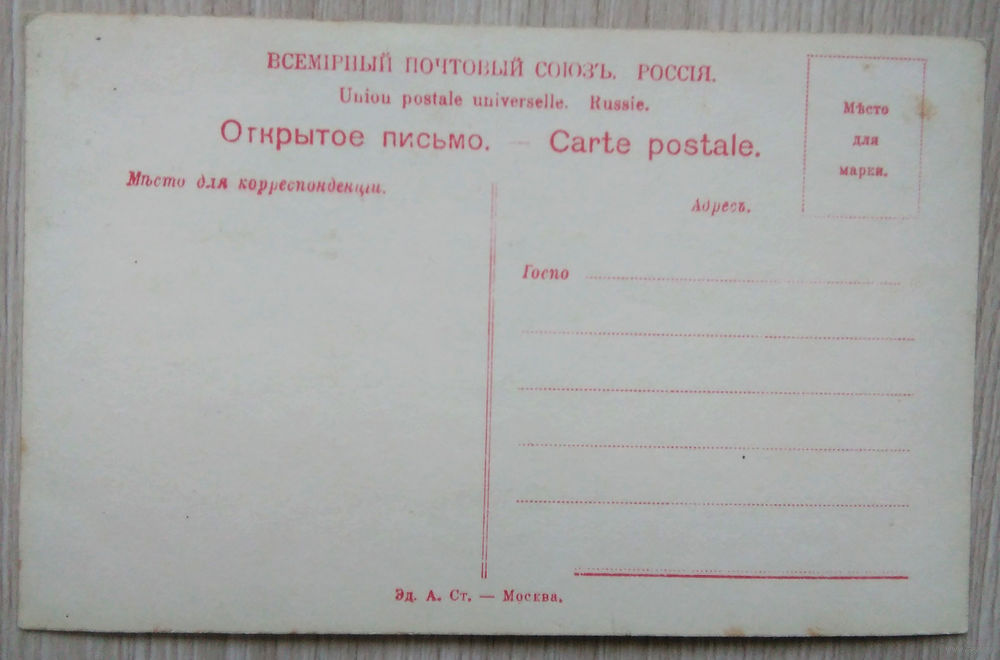 ВСЕМІРНЫЙ ПОЧТОВЫЙ СОЮЗЪ. РОССІЯ.
Union postale universelle. Russie.
Открытое письмо. — Carte postale.
Мѣсто
для
марки.
Мѣсто для корреспонденціи.
Адресъ.
Госпо
Эд. А. Ст. — Москва.